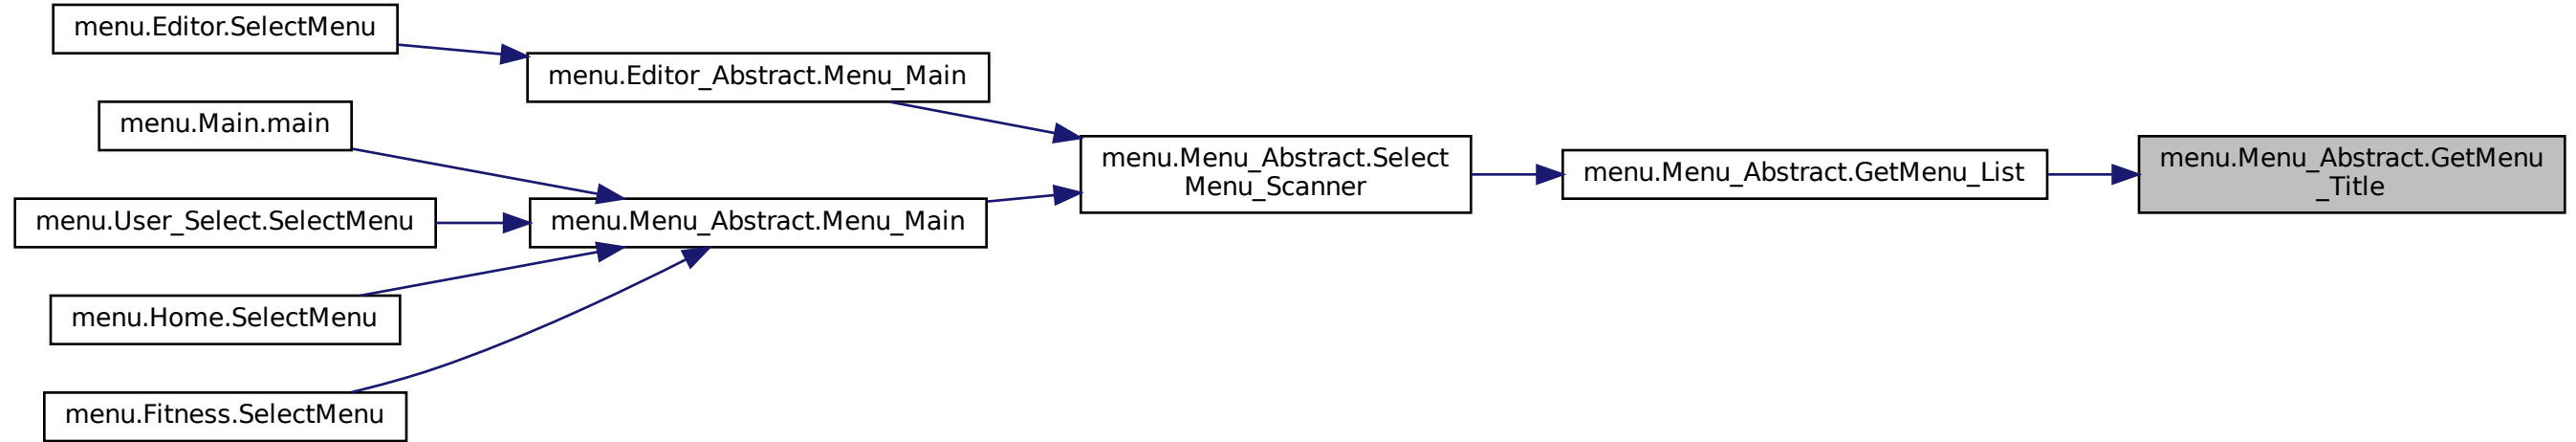 menu.Editor.SelectMenu
menu.Editor_Abstract.Menu_Main
menu.Main.main
menu.Menu_Abstract.Select
Menu_Scanner
menu.Menu_Abstract.GetMenu_List
menu.Menu_Abstract.GetMenu
_Title
menu.User_Select.SelectMenu
menu.Menu_Abstract.Menu_Main
menu.Home.SelectMenu
menu.Fitness.SelectMenu